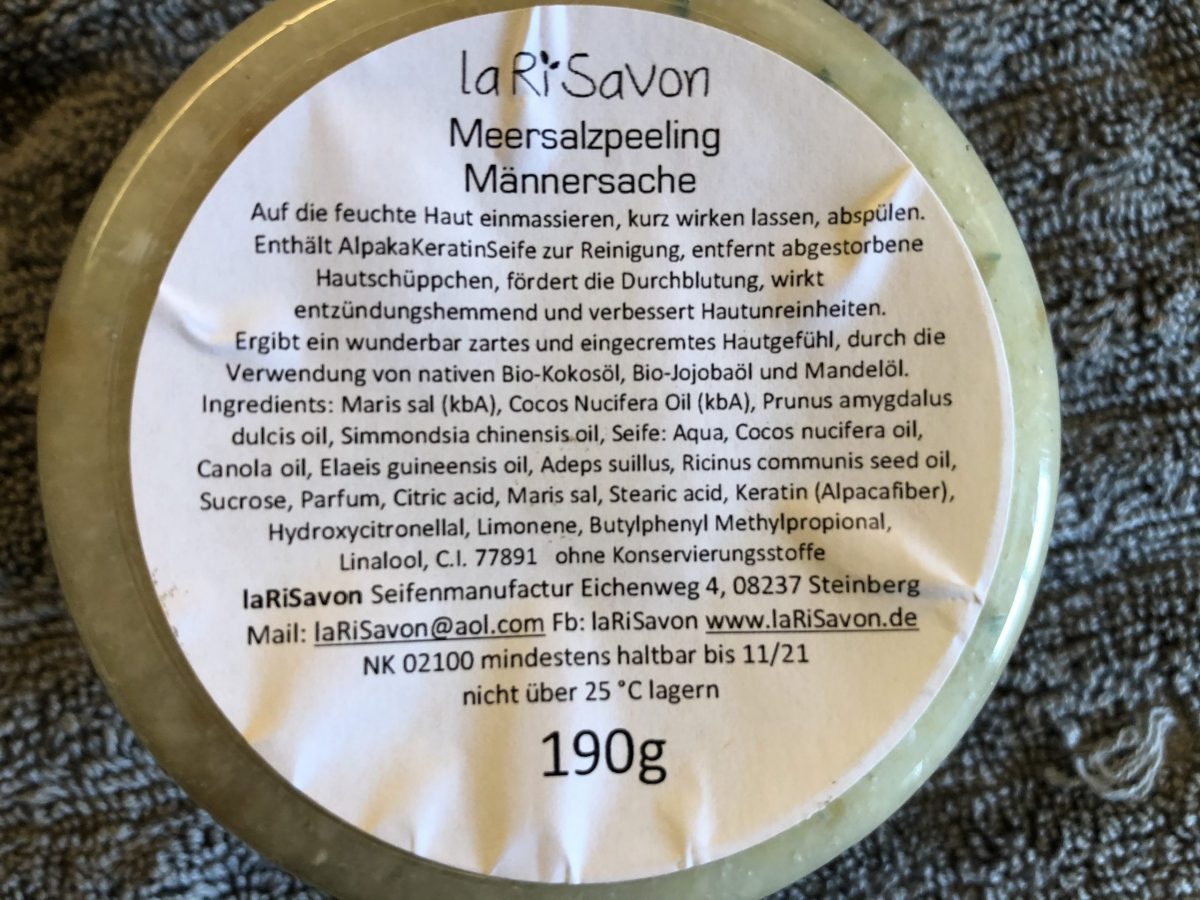 laRiSavon
Meersalzpeeling
Männersache
Auf die feuchte Haut einmassieren, kurz wirken lassen, abspülen.
Enthält AlpakaKeratinSeife zur Reinigung, entfernt abgestorbene
Hautschüppchen, fördert die Durchblutung, wirkt
entzündungshemmend und verbessert Hautunreinheiten.
Ergibt ein wunderbar zartes und eingecremtes Hautgefühl, durch die
Verwendung von nativen Bio-Kokosöl, Bio-Jojobaöl und Mandelöl.
Ingredients: Maris sal (kbA), Cocos Nucifera Oil (kbA), Prunus amygdalus
dulcis oil, Simmondsia chinensis oil, Seife: Aqua, Cocos nucifera oil,
Canola oil, Elaeis guineensis oil, Adeps suillus, Ricinus communis seed oil,
Sucrose, Parfum, Citric acid, Maris sal, Stearic acid, Keratin (Alpacafiber),
Hydroxycitronellal, Limonene, Butylphenyl Methylpropional,
Linalool, C.I. 77891 ohne Konservierungsstoffe
laRiSavon Seifenmanufactur Eichenweg 4, 08237 Steinberg
Mail: laRiSavon@aol.com Fb: laRiSavon www.laRiSavon.de
NK 02100 mindestens haltbar bis 11/21
nicht über 25 °C lagern
190g